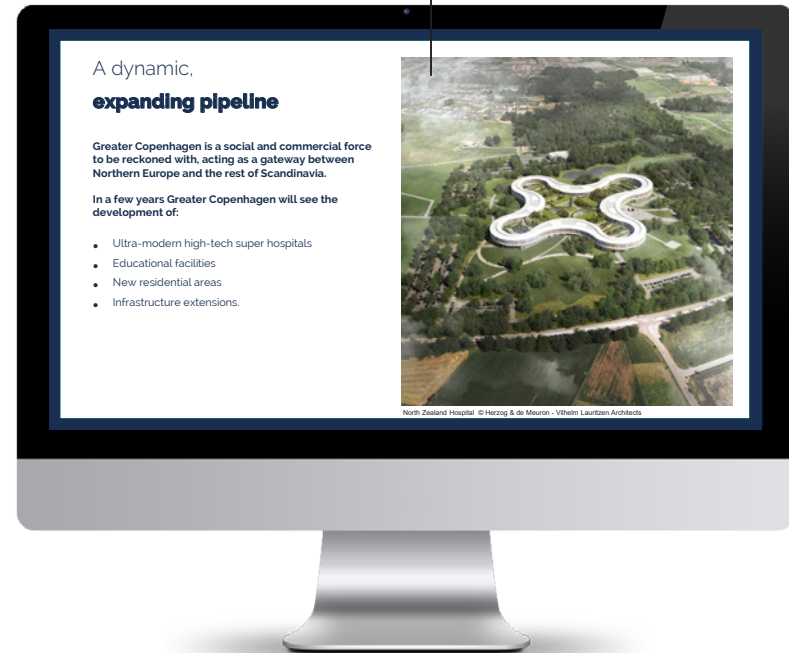 A dynamic,
expanding pipeline
Greater Copenhagen is a social and commercial force
to be reckoned with, acting as a gateway between
Northern Europe and the rest of Scandinavia.
In a few years Greater Copenhagen will see the
development of:
• Ultra-modern high-tech super hospitals
• Educational facilities
• New residential areas
• Infrastructure extensions.
North Zealand Hospital © Herzog & de Meuron - Vilhelm Lauritzen Architects